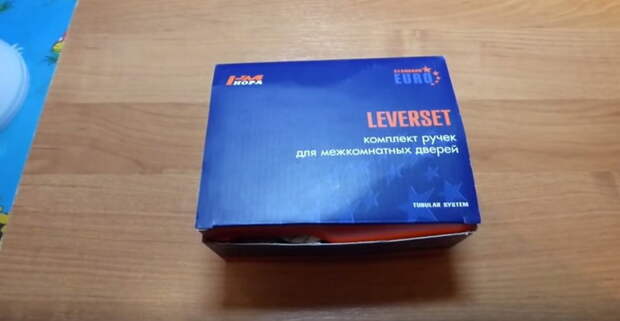 НОРА
STANDARD
EURO
LEVERSET
комплект ручек
для межкомнатных дверей
TUBULAR SYSTEM